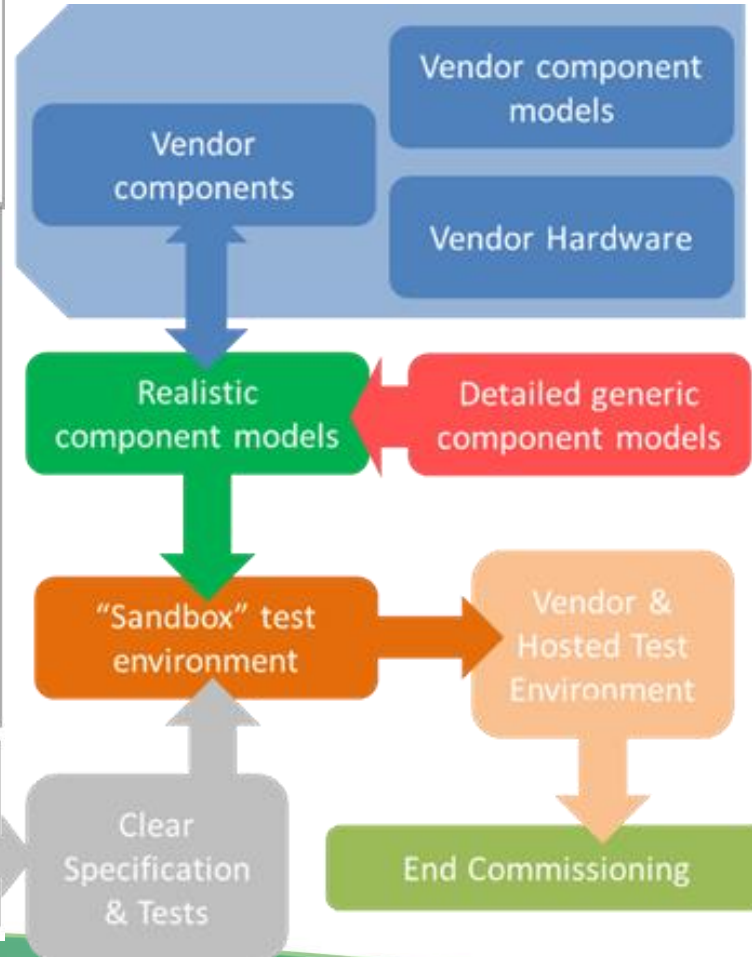 Vendor component
models
Vendor
components
Vendor Hardware
Realistic
component models
Detailed generic
component models
“Sandbox” test
environment
Vendor &
Hosted Test
Environment
Clear
Specification
& Tests
End Commissioning